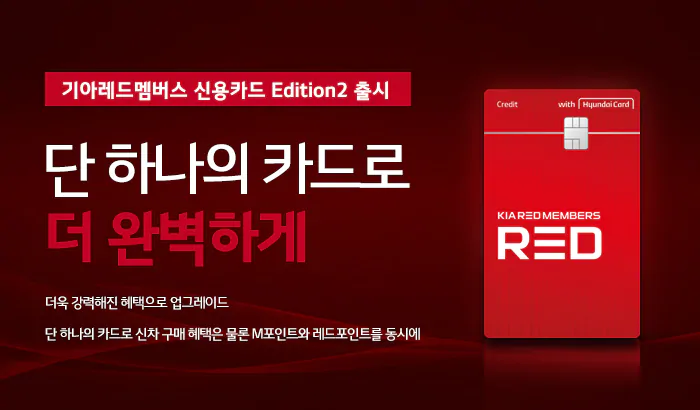 기아레드멤버스 신용카드 Edition2 출시
단 하나의 카드로
더 완벽하게
더욱 강력해진 혜택으로 업그레이드
단 하나의 카드로 신차 구매 혜택은 물론 M포인트와 레드포인트를 동시에
Credit with HyundaiCard
KIA RED MEMBERS
RED